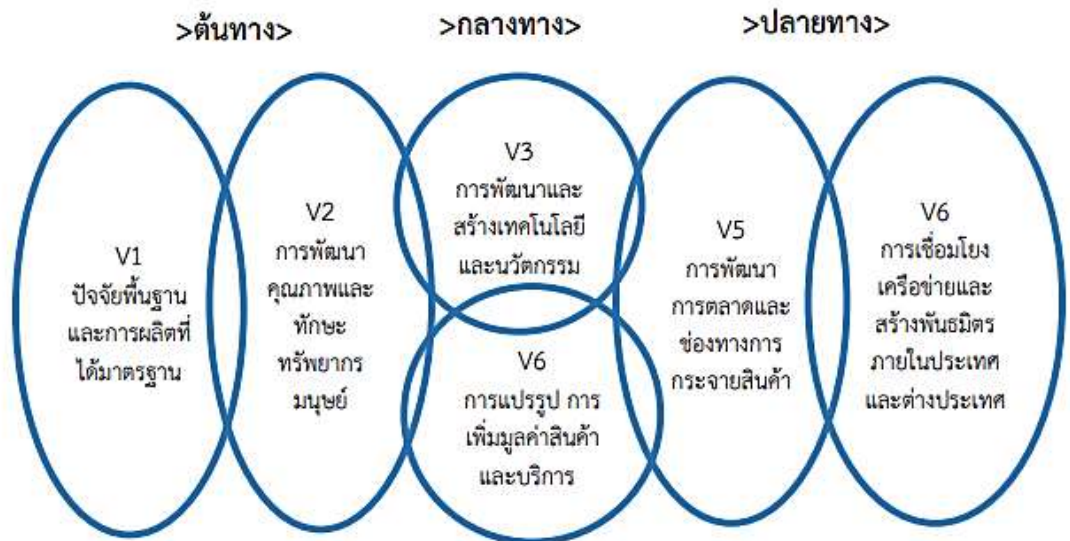 >ต้นทาง>
>กลางทาง>
>ปลายทาง>
V1
ปัจจัยพื้นฐาน
และการผลิตที่
ได้มาตรฐาน
V2
การพัฒนา
คุณภาพและ
ทักษะ
ทรัพยากร
มนุษย์
V3
การพัฒนาและ
สร้างเทคโนโลยี
และนวัตกรรม
V6
การแปรรูป การ
เพิ่มมูลค่าสินค้า
และบริการ
V5
การพัฒนา
การตลาดและ
ช่องทางการ
กระจายสินค้า
V6
การเชื่อมโยง
เครือข่ายและ
สร้างพันธมิตร
ภายในประเทศ
และต่างประเทศ